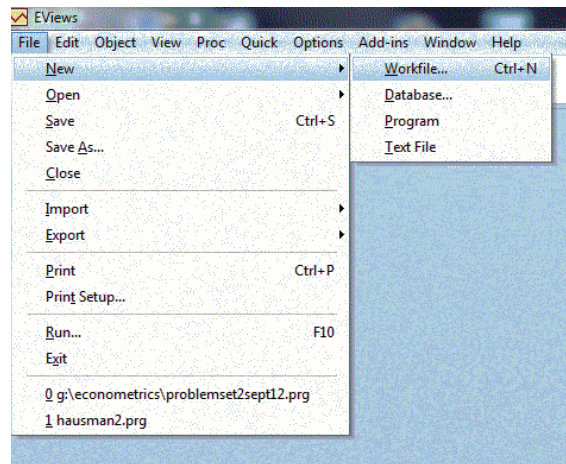 EViews
File Edit Object View Proc Quick Options Add-ins Window Help
New
Open
Save Ctrl+S
Save As...
Close
Import
Export
Print Ctrl+P
Print Setup...
Run... F10
Exit
0 g:\econometrics\problemset2sept12.prg
1 hausman2.prg
Workfile... Ctrl+N
Database...
Program
Text File